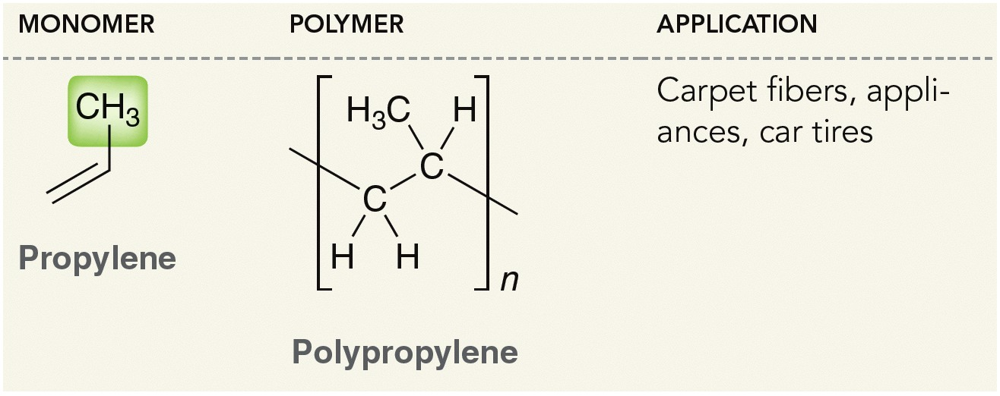 MONOMER POLYMER APPLICATION
CH3
H3C H
C
C
H H
n
Propylene
Polypropylene
Carpet fibers, appli-
ances, car tires